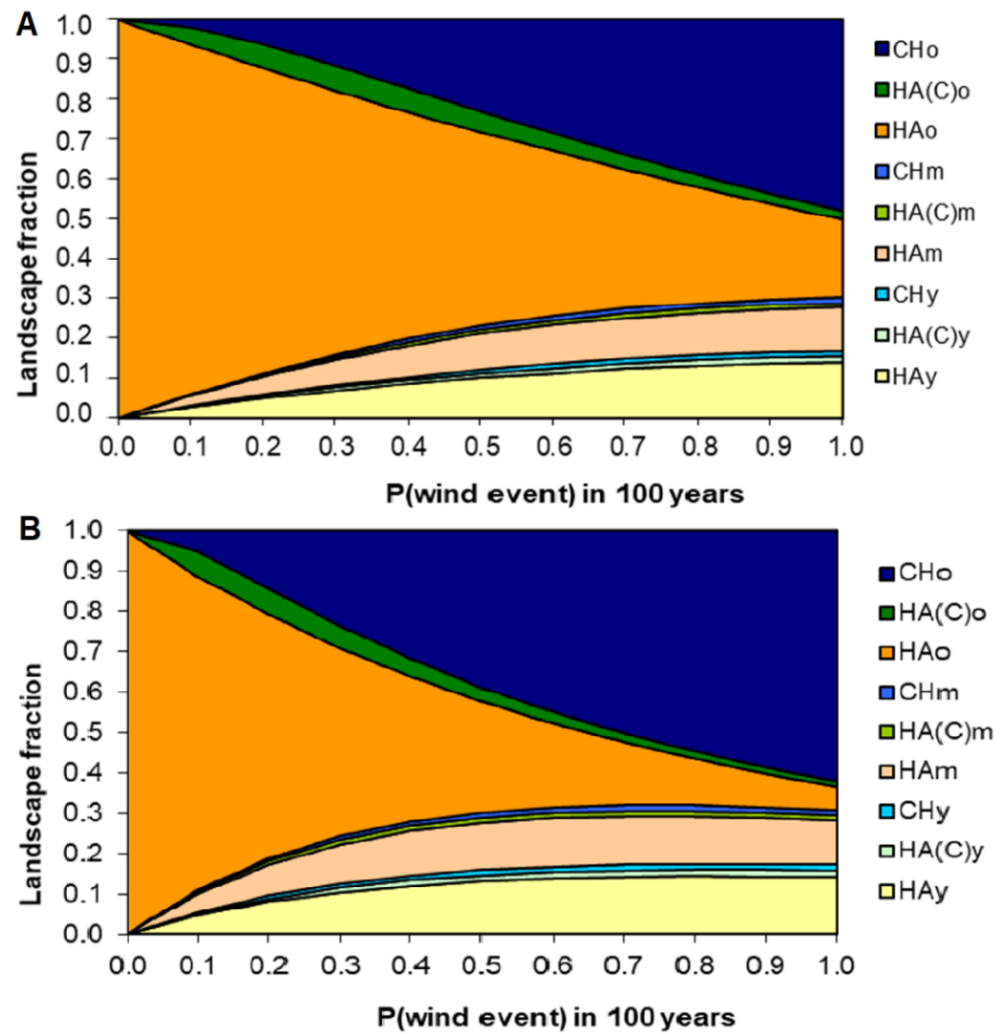 A
1.0
0.9
0.8
0.7
0.6
0.5
0.4
0.3
0.2
0.1
0.0
Landscape fraction
0.0 0.1 0.2 0.3 0.4 0.5 0.6 0.7 0.8 0.9 1.0
P(wind event) in 100 years
CHo
HA(C)o
HAo
CHm
HA(C)m
HAm
CHy
HA(C)y
HAy
B
1.0
0.9
0.8
0.7
0.6
0.5
0.4
0.3
0.2
0.1
0.0
Landscape fraction
0.0 0.1 0.2 0.3 0.4 0.5 0.6 0.7 0.8 0.9 1.0
P(wind event) in 100 years
CHo
HA(C)o
HAo
CHm
HA(C)m
HAm
CHy
HA(C)y
HAy